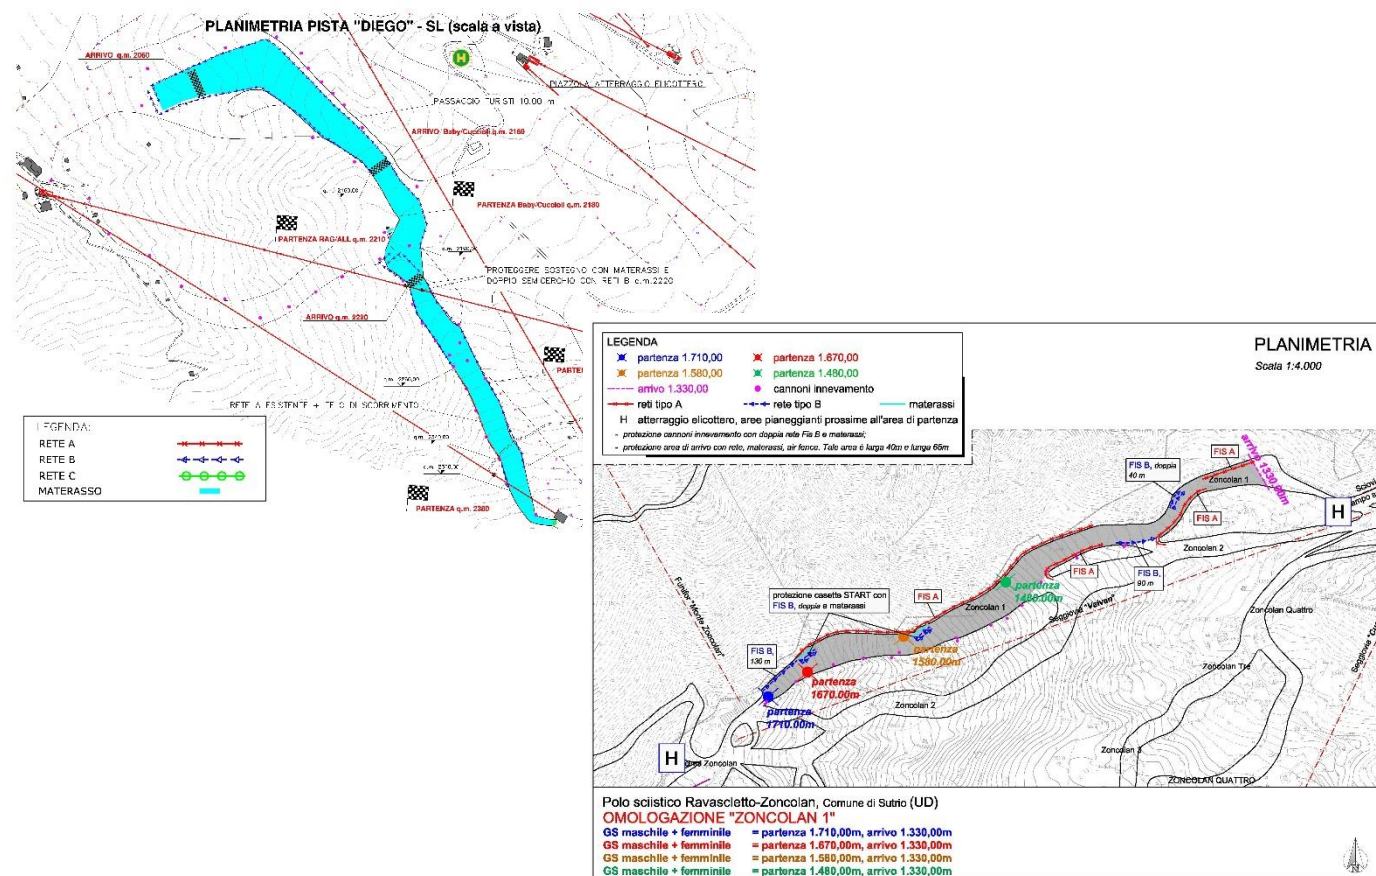 PLANIMETRIA PISTA "DIEGO" - SL (scala a vista)
ARRIVO q.m. 2060
H
PIAZZOLA ATTERRAGGIO ELICOTTERO
PASSAGGIO TURISTI 10.00 m
ARRIVO Baby/Cuccioli q.m. 2160
PARTENZA Baby/Cuccioli q.m. 2180
PARTENZA RAG/ALL q.m. 2210
PROTEGGERE SOSTEGNO CON MATERASSI E
DOPPIO SEMICERCHIO CON RETI B q.m.2220
ARRIVO q.m. 2230
RETE A ESISTENTE + TELO DI SCORRIMENTO
PARTENZA q.m. 2380
LEGENDA:
RETE A
RETE B
RETE C
MATERASSO
LEGENDA
partenza 1.710,00
partenza 1.670,00
partenza 1.580,00
partenza 1.480,00
arrivo 1.330,00
cannoni innevamento
reti tipo A
rete tipo B
materassi
H atterraggio elicottero, aree pianeggianti prossime all'area di partenza
- protezione cannoni innevamento con doppia rete Fis B e materassi;
- protezione area di arrivo con rete, materassi, air fence. Tale area è larga 40m e lunga 65m
PLANIMETRIA
Scala 1:4.000
FIS B, doppia
40 m
FIS A
Zoncolan 1
arrivo 1330.00m
H
FIS A
Zoncolan 2
FIS A
FIS B,
90 m
partenza
1480.00m
protezione casette START con
FIS B, doppia e materassi
FIS A
Zoncolan 1
Seggiovia "Valvan"
Zoncolan Quattro
Funifor "Monte Zoncolan"
FIS B,
130 m
partenza
1580.00m
partenza
1670.00m
Zoncolan Tre
partenza
1710.00m
Zoncolan 2
Zoncolan 3
H
Zoncolan
ZONCOLAN QUATTRO
Polo sciistico Ravascletto-Zoncolan, Comune di Sutrio (UD)
OMOLOGAZIONE "ZONCOLAN 1"
GS maschile + femminile = partenza 1.710,00m, arrivo 1.330,00m
GS maschile + femminile = partenza 1.670,00m, arrivo 1.330,00m
GS maschile + femminile = partenza 1.580,00m, arrivo 1.330,00m
GS maschile + femminile = partenza 1.480,00m, arrivo 1.330,00m
N